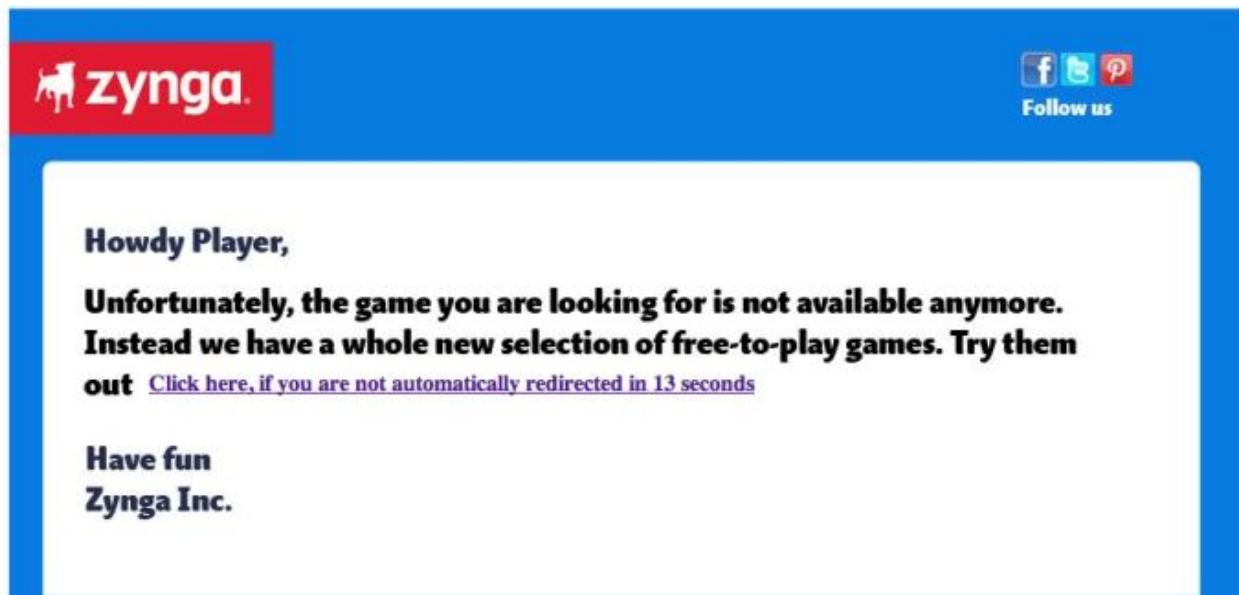 zynga.
Follow us
Howdy Player,
Unfortunately, the game you are looking for is not available anymore.
Instead we have a whole new selection of free-to-play games. Try them
out Click here, if you are not automatically redirected in 13 seconds
Have fun
Zynga Inc.